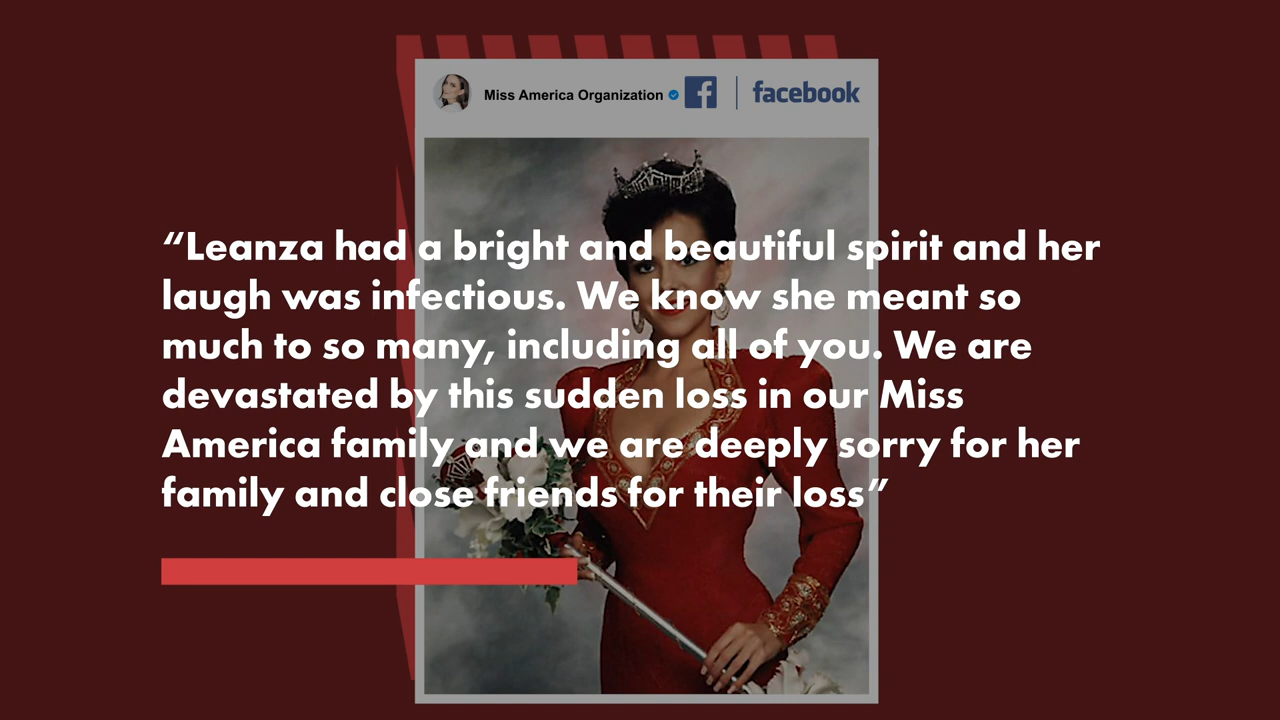 Miss America Organization
facebook
“Leanza had a bright and beautiful spirit and her
laugh was infectious. We know she meant so
much to so many, including all of you. We are
devastated by this sudden loss in our Miss
America family and we are deeply sorry for her
family and close friends for their loss”